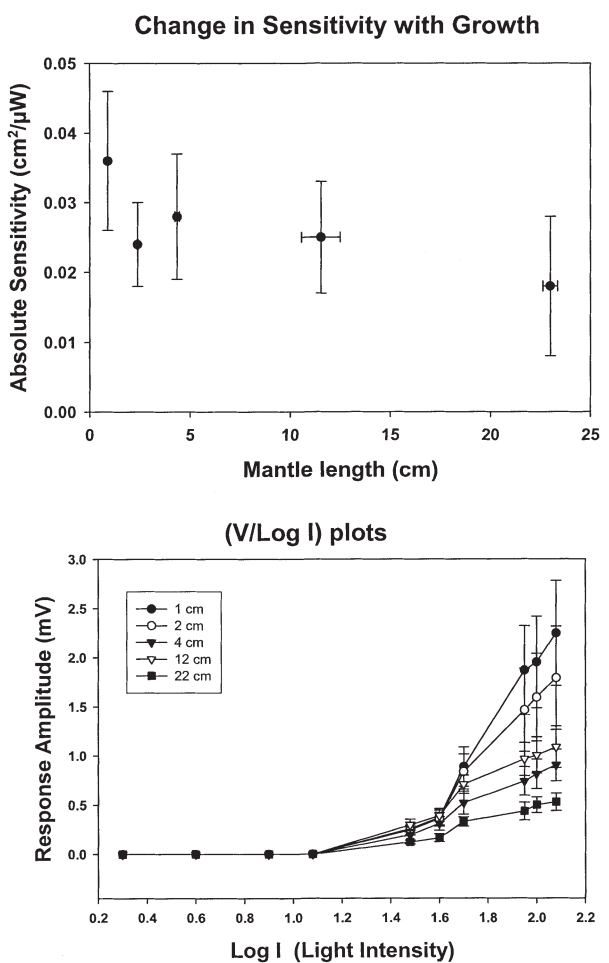 Change in Sensitivity with Growth
Absolute Sensitivity (cm²/µW)
0.05
0.04
0.03
0.02
0.01
0.00
0 5 10 15 20 25
Mantle length (cm)
(V/Log I) plots
Response Amplitude (mV)
3.0
2.5
2.0
1.5
1.0
0.5
0.0
1 cm
2 cm
4 cm
12 cm
22 cm
0.2 0.4 0.6 0.8 1.0 1.2 1.4 1.6 1.8 2.0 2.2
Log I (Light Intensity)